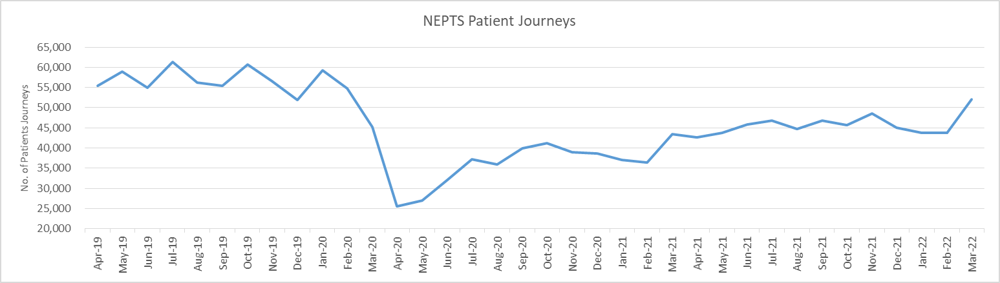 NEPTS Patient Journeys
No. of Patients Journeys
65,000
60,000
55,000
50,000
45,000
40,000
35,000
30,000
25,000
20,000
Apr-19
May-19
Jun-19
Jul-19
Aug-19
Sep-19
Oct-19
Nov-19
Dec-19
Jan-20
Feb-20
Mar-20
Apr-20
May-20
Jun-20
Jul-20
Aug-20
Sep-20
Oct-20
Nov-20
Dec-20
Jan-21
Feb-21
Mar-21
Apr-21
May-21
Jun-21
Jul-21
Aug-21
Sep-21
Oct-21
Nov-21
Dec-21
Jan-22
Feb-22
Mar-22